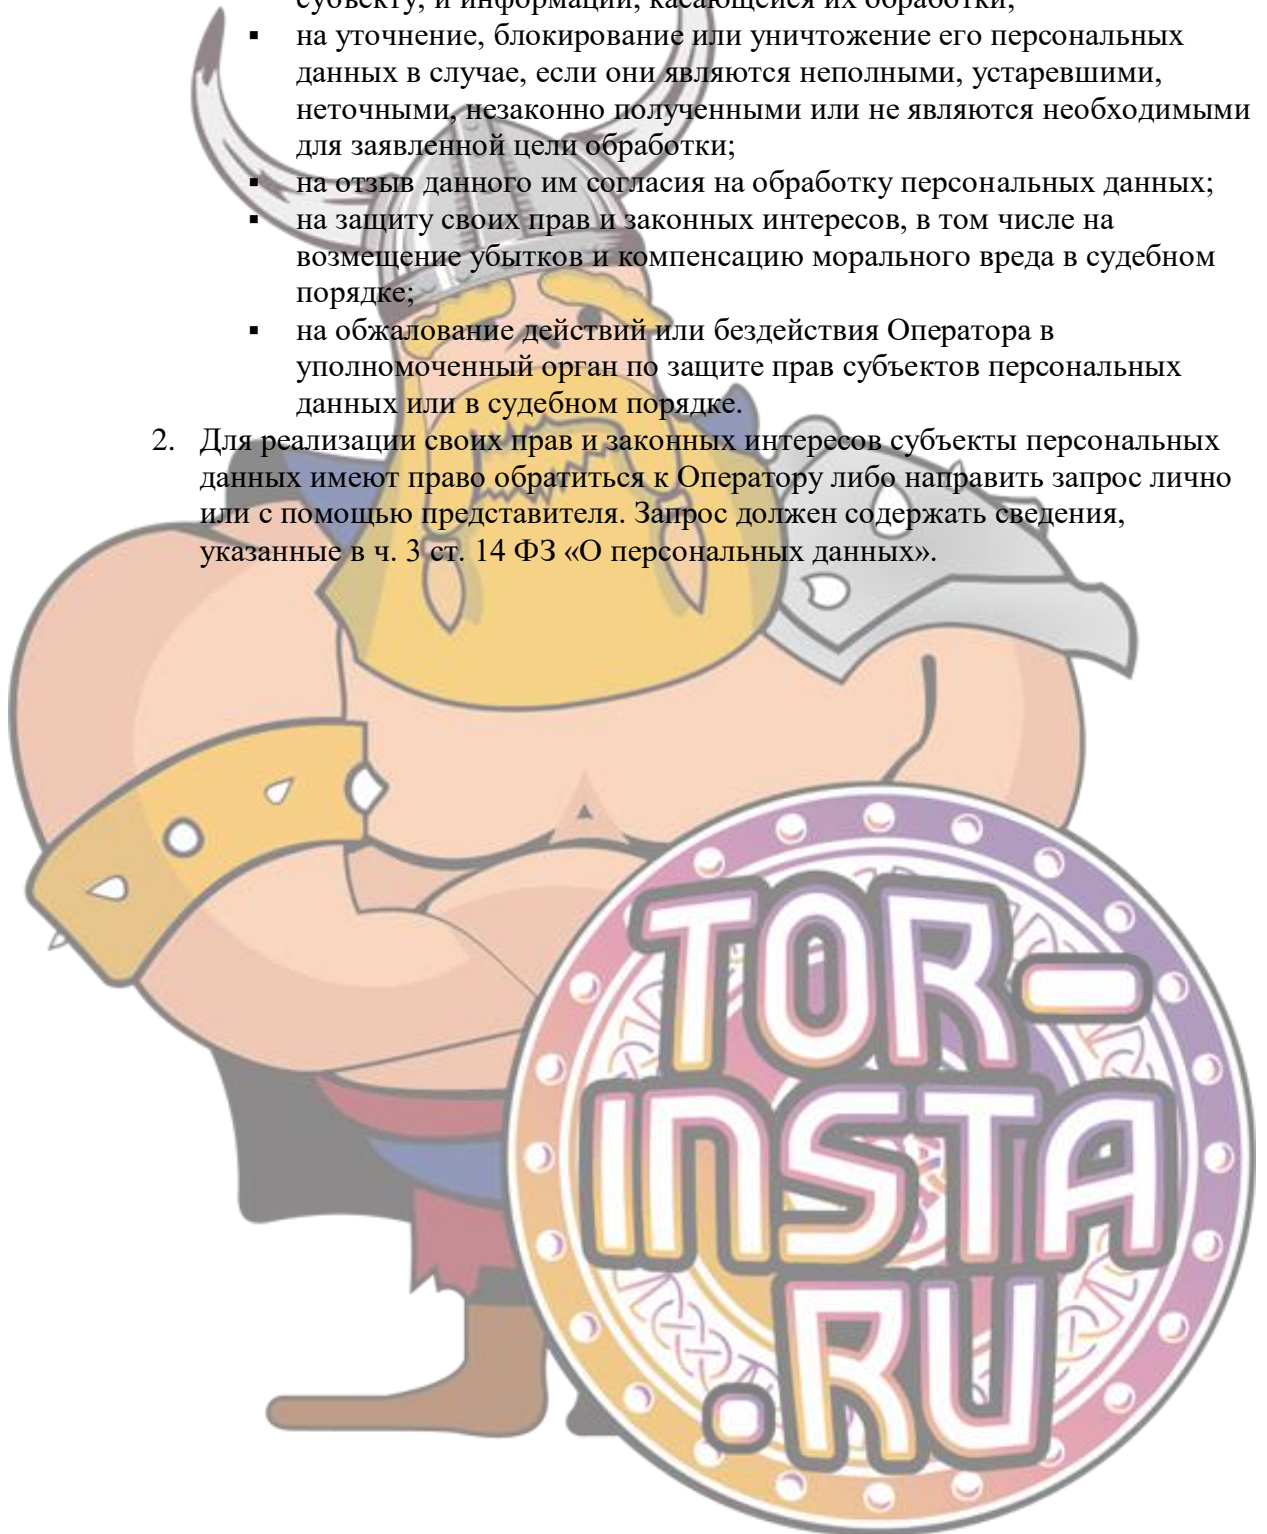 субъекту, и информации, касающейся их обработки;
▪ на уточнение, блокирование или уничтожение его персональных
данных в случае, если они являются неполными, устаревшими,
неточными, незаконно полученными или не являются необходимыми
для заявленной цели обработки;
▪ на отзыв данного им согласия на обработку персональных данных;
▪ на защиту своих прав и законных интересов, в том числе на
возмещение убытков и компенсацию морального вреда в судебном
порядке;
▪ на обжалование действий или бездействия Оператора в
уполномоченный орган по защите прав субъектов персональных
данных или в судебном порядке.
2. Для реализации своих прав и законных интересов субъекты персональных
данных имеют право обратиться к Оператору либо направить запрос лично
или с помощью представителя. Запрос должен содержать сведения,
указанные в ч. 3 ст. 14 ФЗ «О персональных данных».
TOR-
INSTA
.RU